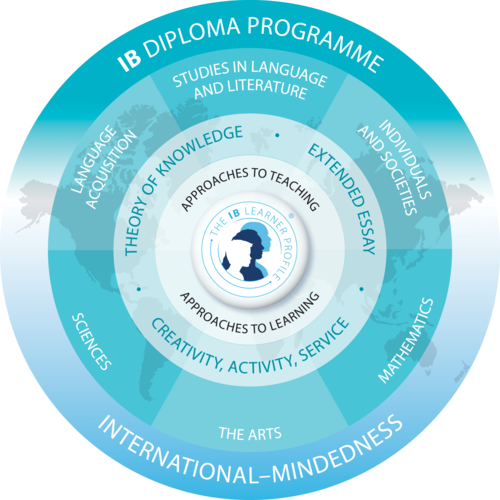 IB DIPLOMA PROGRAMME
STUDIES IN LANGUAGE
AND LITERATURE
LANGUAGE
ACQUISITION
INDIVIDUALS
AND SOCIETIES
THEORY OF KNOWLEDGE
EXTENDED ESSAY
APPROACHES TO TEACHING
THE IB LEARNER PROFILE
®
APPROACHES TO LEARNING
CREATIVITY, ACTIVITY, SERVICE
SCIENCES
MATHEMATICS
THE ARTS
INTERNATIONAL–MINDEDNESS